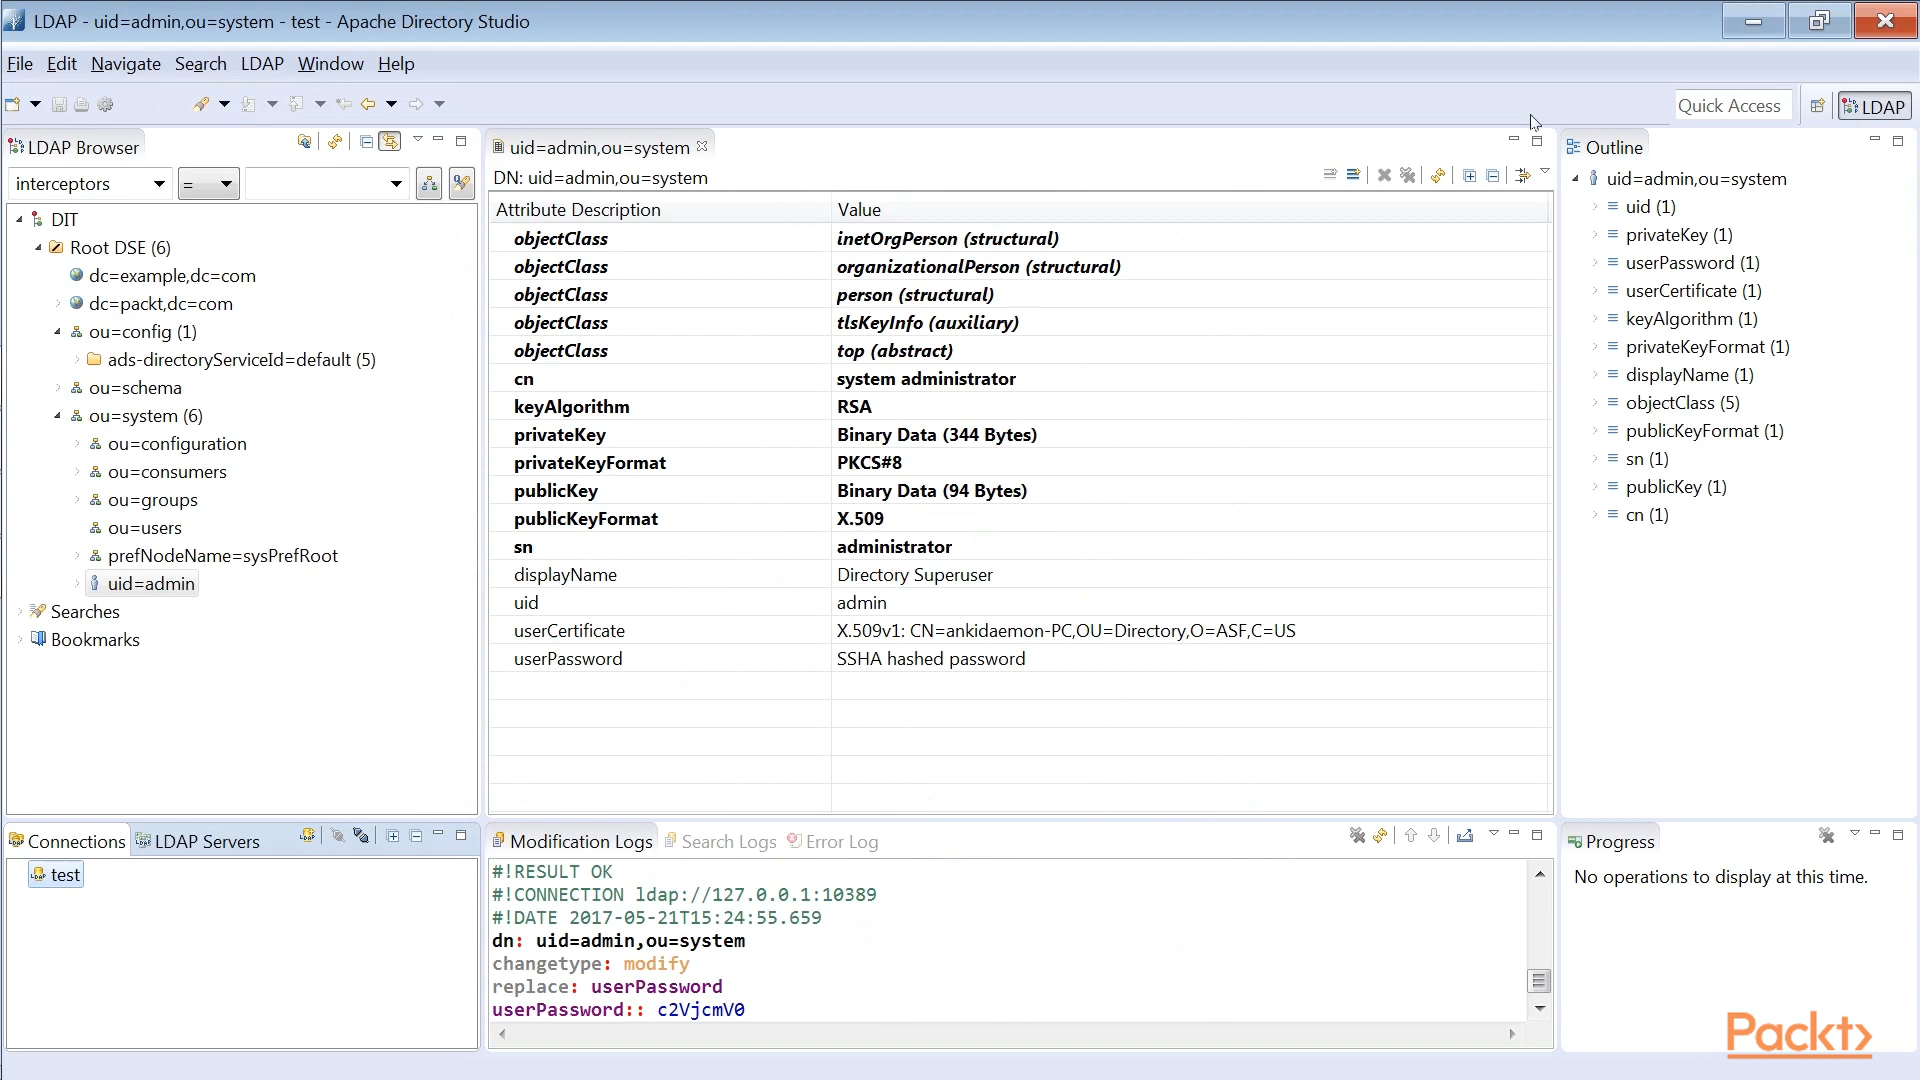 LDAP - uid=admin,ou=system - test - Apache Directory Studio
File Edit Navigate Search LDAP Window Help
Quick Access LDAP
LDAP Browser
interceptors =
DIT
Root DSE (6)
dc=example,dc=com
dc=packt,dc=com
ou=config (1)
ads-directoryServiceId=default (5)
ou=schema
ou=system (6)
ou=configuration
ou=consumers
ou=groups
ou=users
prefNodeName=sysPrefRoot
uid=admin
Searches
Bookmarks
uid=admin,ou=system
DN: uid=admin,ou=system
Attribute Description Value
objectClass inetOrgPerson (structural)
objectClass organizationalPerson (structural)
objectClass person (structural)
objectClass tlsKeyInfo (auxiliary)
objectClass top (abstract)
cn system administrator
keyAlgorithm RSA
privateKey Binary Data (344 Bytes)
privateKeyFormat PKCS#8
publicKey Binary Data (94 Bytes)
publicKeyFormat X.509
sn administrator
displayName Directory Superuser
uid admin
userCertificate X.509v1: CN=ankidaemon-PC,OU=Directory,O=ASF,C=US
userPassword SSHA hashed password
Outline
uid=admin,ou=system
uid (1)
privateKey (1)
userPassword (1)
userCertificate (1)
keyAlgorithm (1)
privateKeyFormat (1)
displayName (1)
objectClass (5)
publicKeyFormat (1)
sn (1)
publicKey (1)
cn (1)
Connections LDAP Servers
test
Modification Logs Search Logs Error Log
#!RESULT OK
#!CONNECTION ldap://127.0.0.1:10389
#!DATE 2017-05-21T15:24:55.659
dn: uid=admin,ou=system
changetype: modify
replace: userPassword
userPassword:: c2VjcmV0
Progress
No operations to display at this time.
Packt>